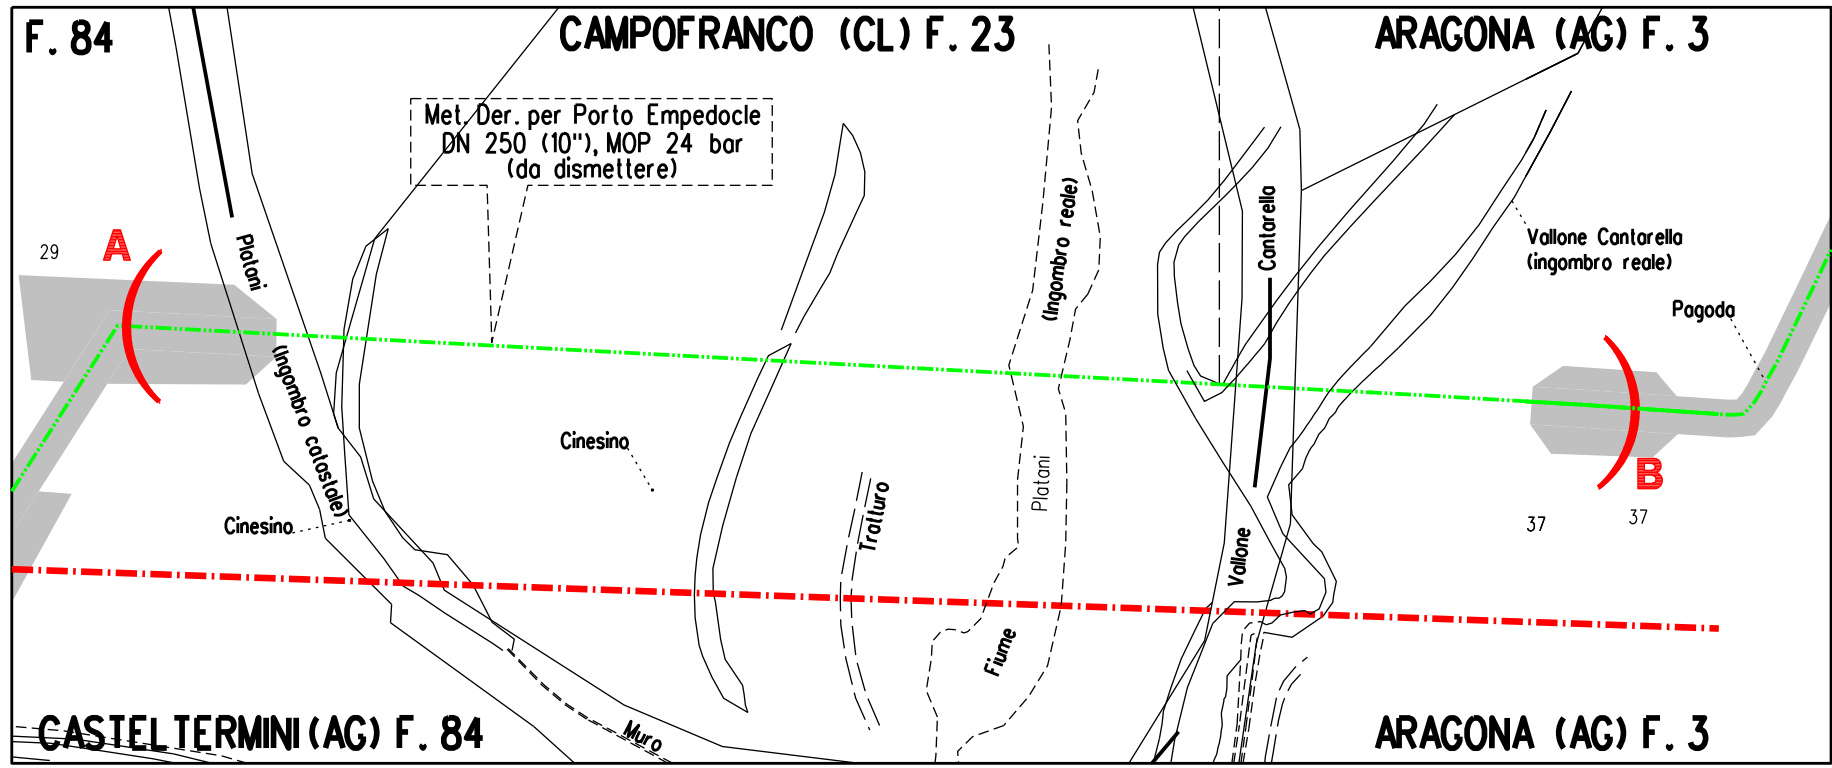 F. 84
CAMPOFRANCO (CL) F. 23
ARAGONA (AG) F. 3
Met. Der. per Porto Empedocle
DN 250 (10"), MOP 24 bar
(da dismettere)
29
A
Platani
(Ingombro catastale)
Cinesino
Cinesino
Tratturo
Platani
(Ingombro reale)
Fiume
Cantarella
Vallone
Vallone Cantarella
(ingombro reale)
Pagoda
B
37
37
Muro
CASTELTERMINI (AG) F. 84
ARAGONA (AG) F. 3